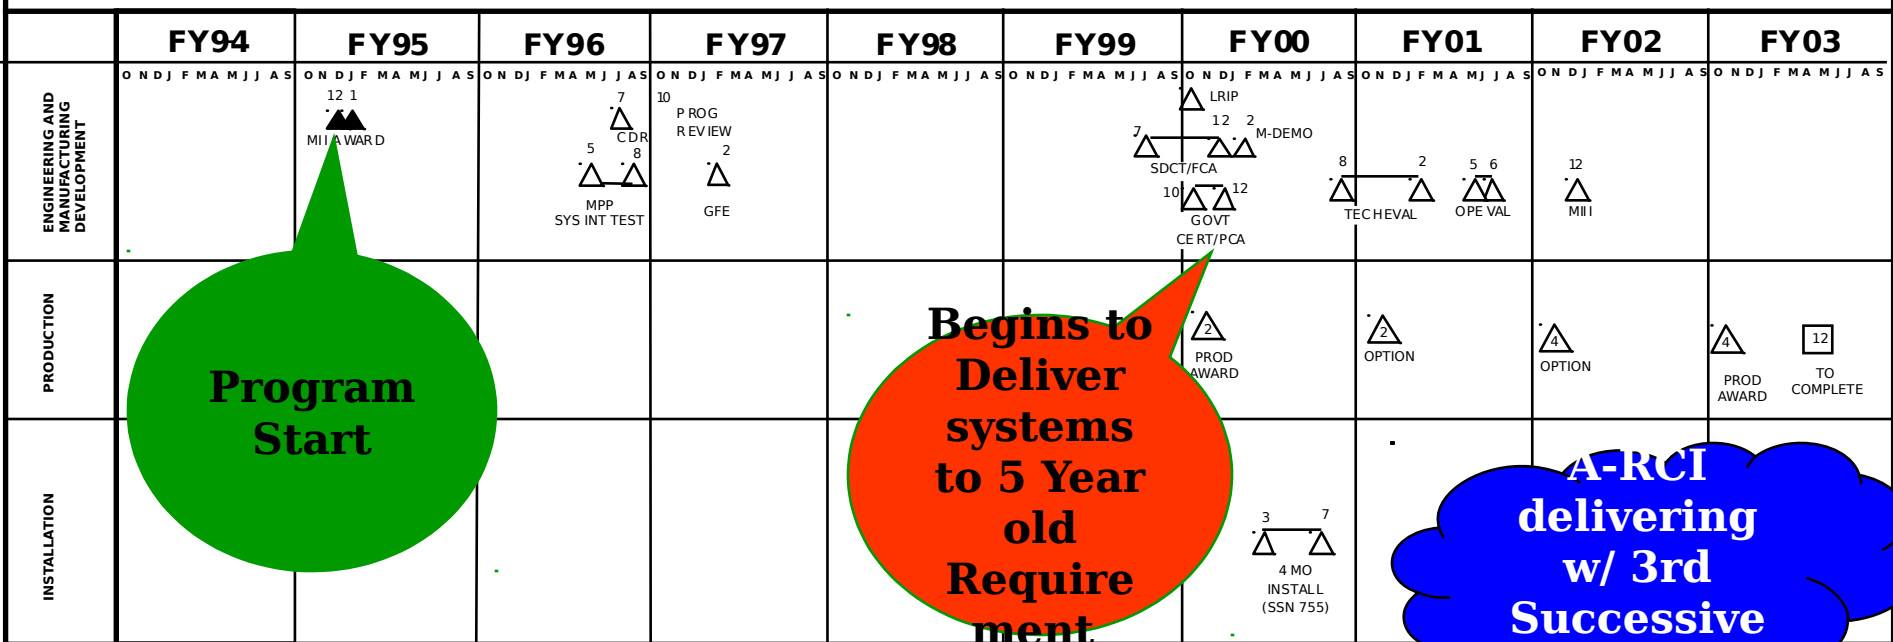 FY94 FY95 FY96 FY97 FY98 FY99 FY00 FY01 FY02 FY03
O N D J F M A M J J A S O N D J F M A M J J A S O N D J F M A M J J A S O N D J F M A M J J A S O N D J F M A M J J A S O N D J F M A M J J A S O N D J F M A M J J A S O N D J F M A M J J A S O N D J F M A M J J A S O N D J F M A M J J A S
ENGINEERING AND
MANUFACTURING
DEVELOPMENT
12 1
MII AWARD
7
CDR
5 8
MPP
SYS INT TEST
10
PROG
REVIEW
2
GFE
LRIP
7 12 2
M-DEMO
SDCT/FCA
10 12
GOVT
CERT/PCA
8 2
TECHEVAL
5 6
OPEVAL
12
MIII
PRODUCTION
2
PROD
AWARD
2
OPTION
4
OPTION
4
PROD
AWARD
12
TO
COMPLETE
INSTALLATION
3 7
4 MO
INSTALL
(SSN 755)
Program
Start
Begins to
Deliver
systems
to 5 Year
old
Require
ment
A-RCI
delivering
w/ 3rd
Successive